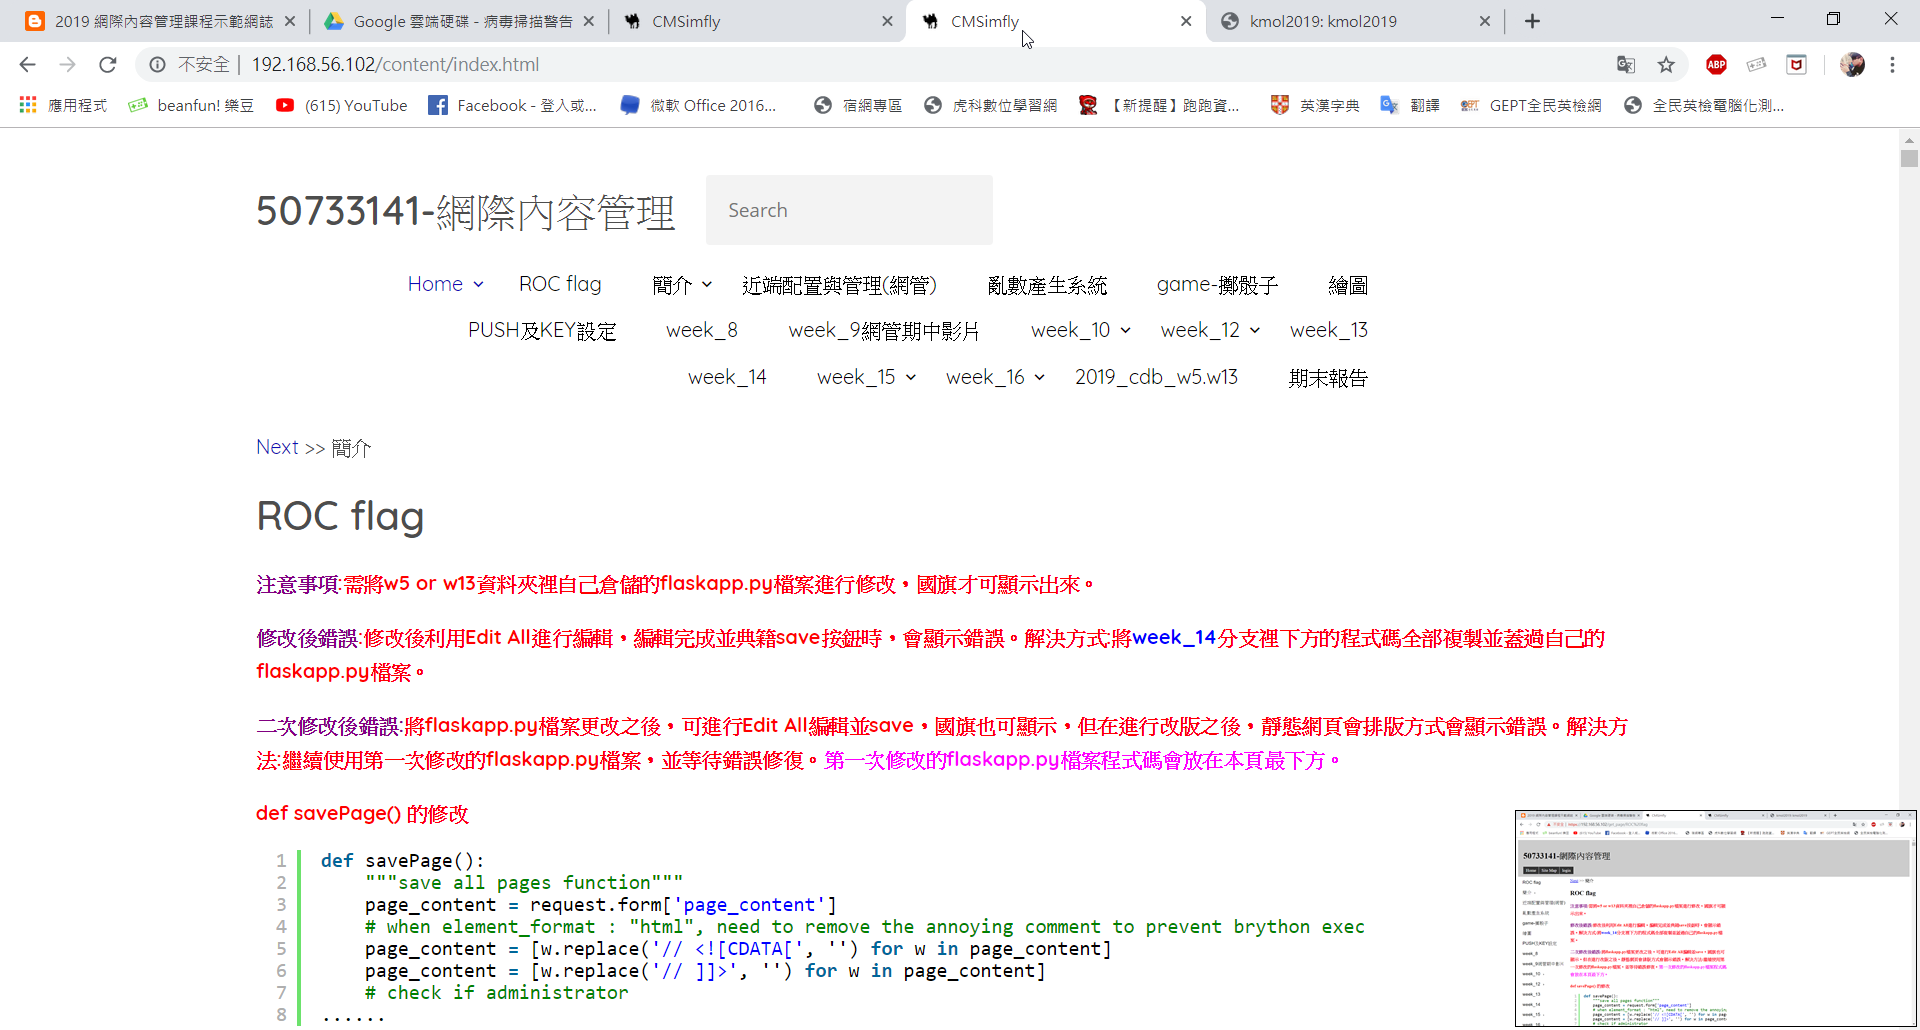 2019 網際內容管理課程示範網誌
Google 雲端硬碟 - 病毒掃描警告
CMSimfly
CMSimfly
kmol2019: kmol2019
不安全 | 192.168.56.102/content/index.html
ABP
應用程式
beanfun! 樂豆
(615) YouTube
Facebook - 登入或...
微軟 Office 2016...
宿網專區
虎科數位學習網
【新提醒】跑跑資...
英漢字典
翻譯
GEPT全民英檢網
全民英檢電腦化測...
50733141-網際內容管理
Search
Home ROC flag 簡介 近端配置與管理(網管) 亂數產生系統 game-擲骰子 繪圖
PUSH及KEY設定 week_8 week_9網管期中影片 week_10 week_12 week_13
week_14 week_15 week_16 2019_cdb_w5.w13 期末報告
Next >> 簡介
ROC flag
注意事項:需將w5 or w13資料夾裡自己倉儲的flaskapp.py檔案進行修改，國旗才可顯示出來。
修改後錯誤:修改後利用Edit All進行編輯，編輯完成並典籍save按鈕時，會顯示錯誤。解決方式:將week_14分支裡下方的程式碼全部複製並蓋過自己的
flaskapp.py檔案。
二次修改後錯誤:將flaskapp.py檔案更改之後，可進行Edit All編輯並save，國旗也可顯示，但在進行改版之後，靜態網頁會排版方式會顯示錯誤。解決方
法:繼續使用第一次修改的flaskapp.py檔案，並等待錯誤修復。第一次修改的flaskapp.py檔案程式碼會放在本頁最下方。
def savePage() 的修改
1 def savePage():
2 """save all pages function"""
3 page_content = request.form['page_content']
4 # when element_format : "html", need to remove the annoying comment to prevent brython exec
5 page_content = [w.replace('// <![CDATA[', '') for w in page_content]
6 page_content = [w.replace('// ]]>', '') for w in page_content]
7 # check if administrator
8 ......
50733141-網際內容管理
ROC flag